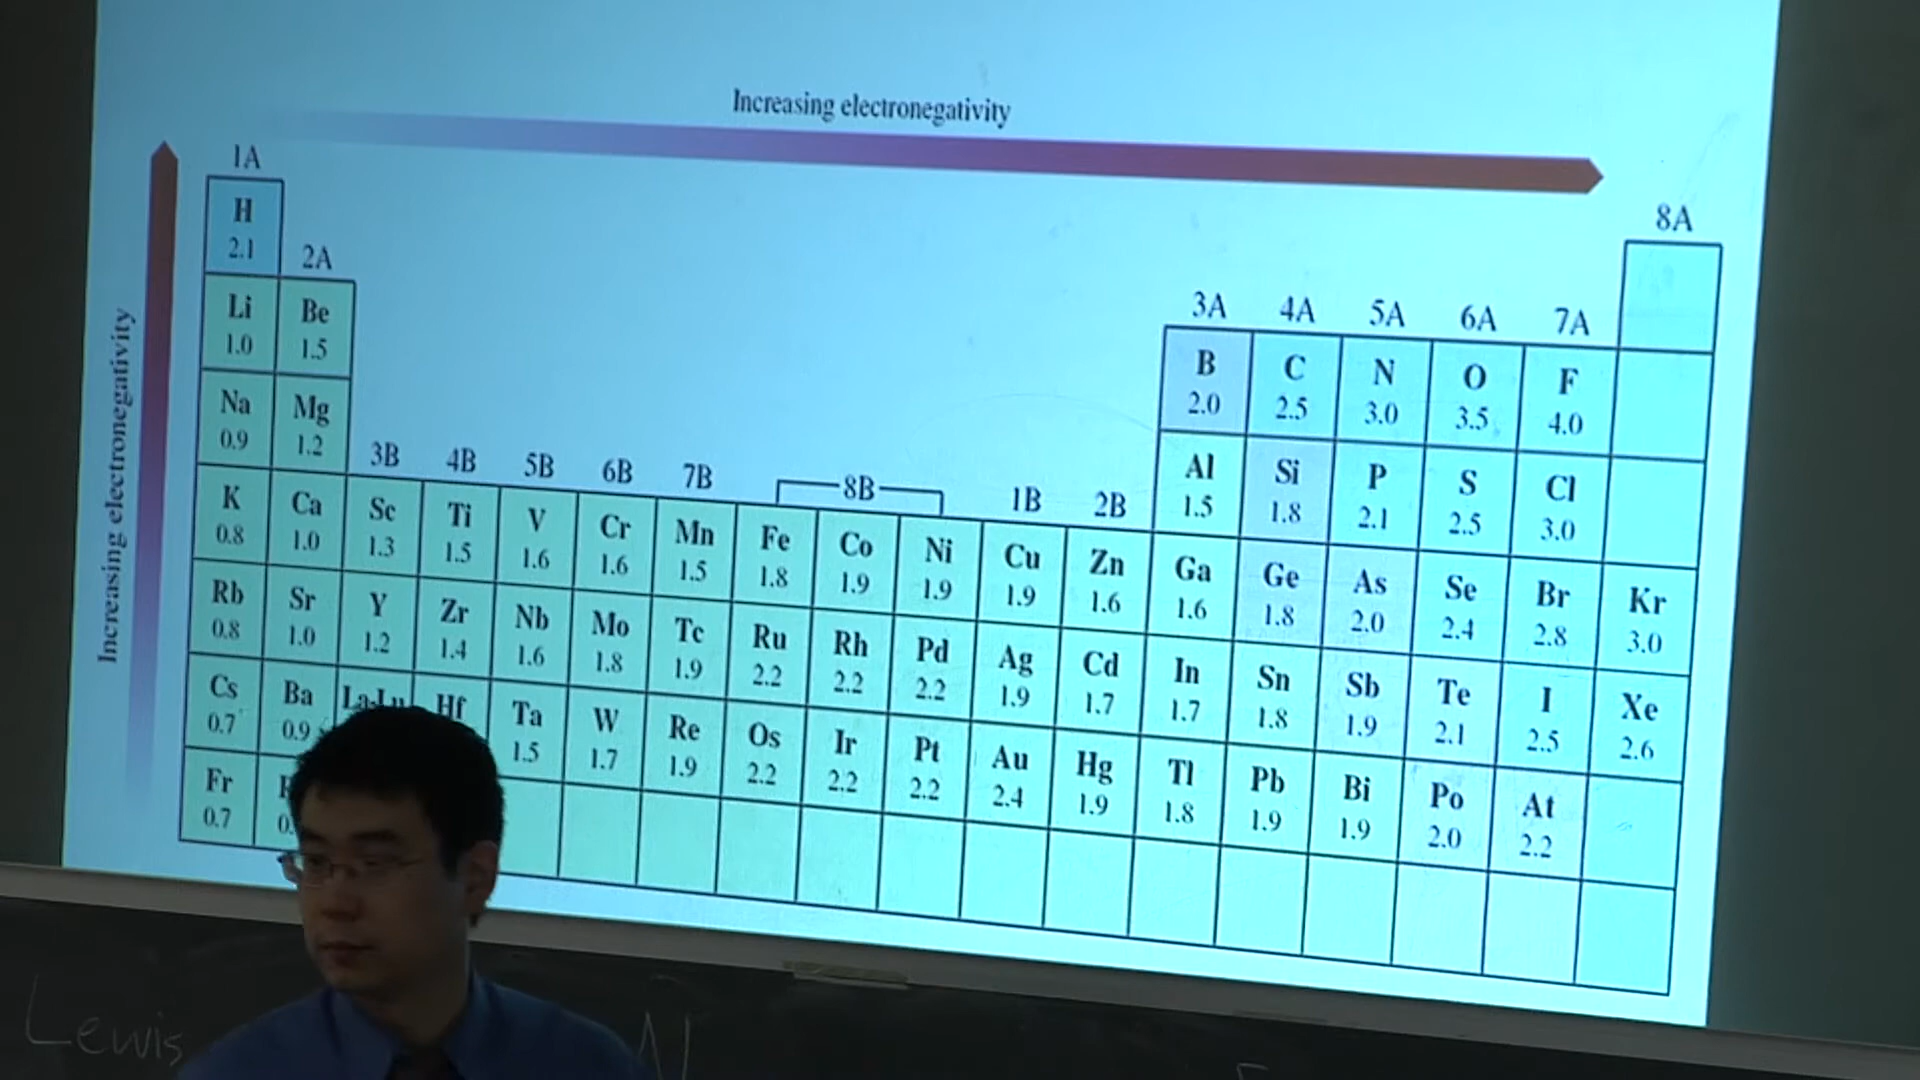 Increasing electronegativity
Increasing electronegativity
1A
2A
3B 4B 5B 6B 7B 8B 1B 2B
3A 4A 5A 6A 7A
8A
H
2.1
Li Be B C N O F
1.0 1.5 2.0 2.5 3.0 3.5 4.0
Na Mg Al Si P S Cl
0.9 1.2 1.5 1.8 2.1 2.5 3.0
K Ca Sc Ti V Cr Mn Fe Co Ni Cu Zn Ga Ge As Se Br Kr
0.8 1.0 1.3 1.5 1.6 1.6 1.5 1.8 1.9 1.9 1.9 1.6 1.6 1.8 2.0 2.4 2.8 3.0
Rb Sr Y Zr Nb Mo Tc Ru Rh Pd Ag Cd In Sn Sb Te I Xe
0.8 1.0 1.2 1.4 1.6 1.8 1.9 2.2 2.2 2.2 1.9 1.7 1.7 1.8 1.9 2.1 2.5 2.6
Cs Ba La-Lu Hf Ta W Re Os Ir Pt Au Hg Tl Pb Bi Po At
0.7 0.9 1.5 1.7 1.9 2.2 2.2 2.2 2.4 1.9 1.8 1.9 1.9 2.0 2.2
Fr
0.7
Lewis